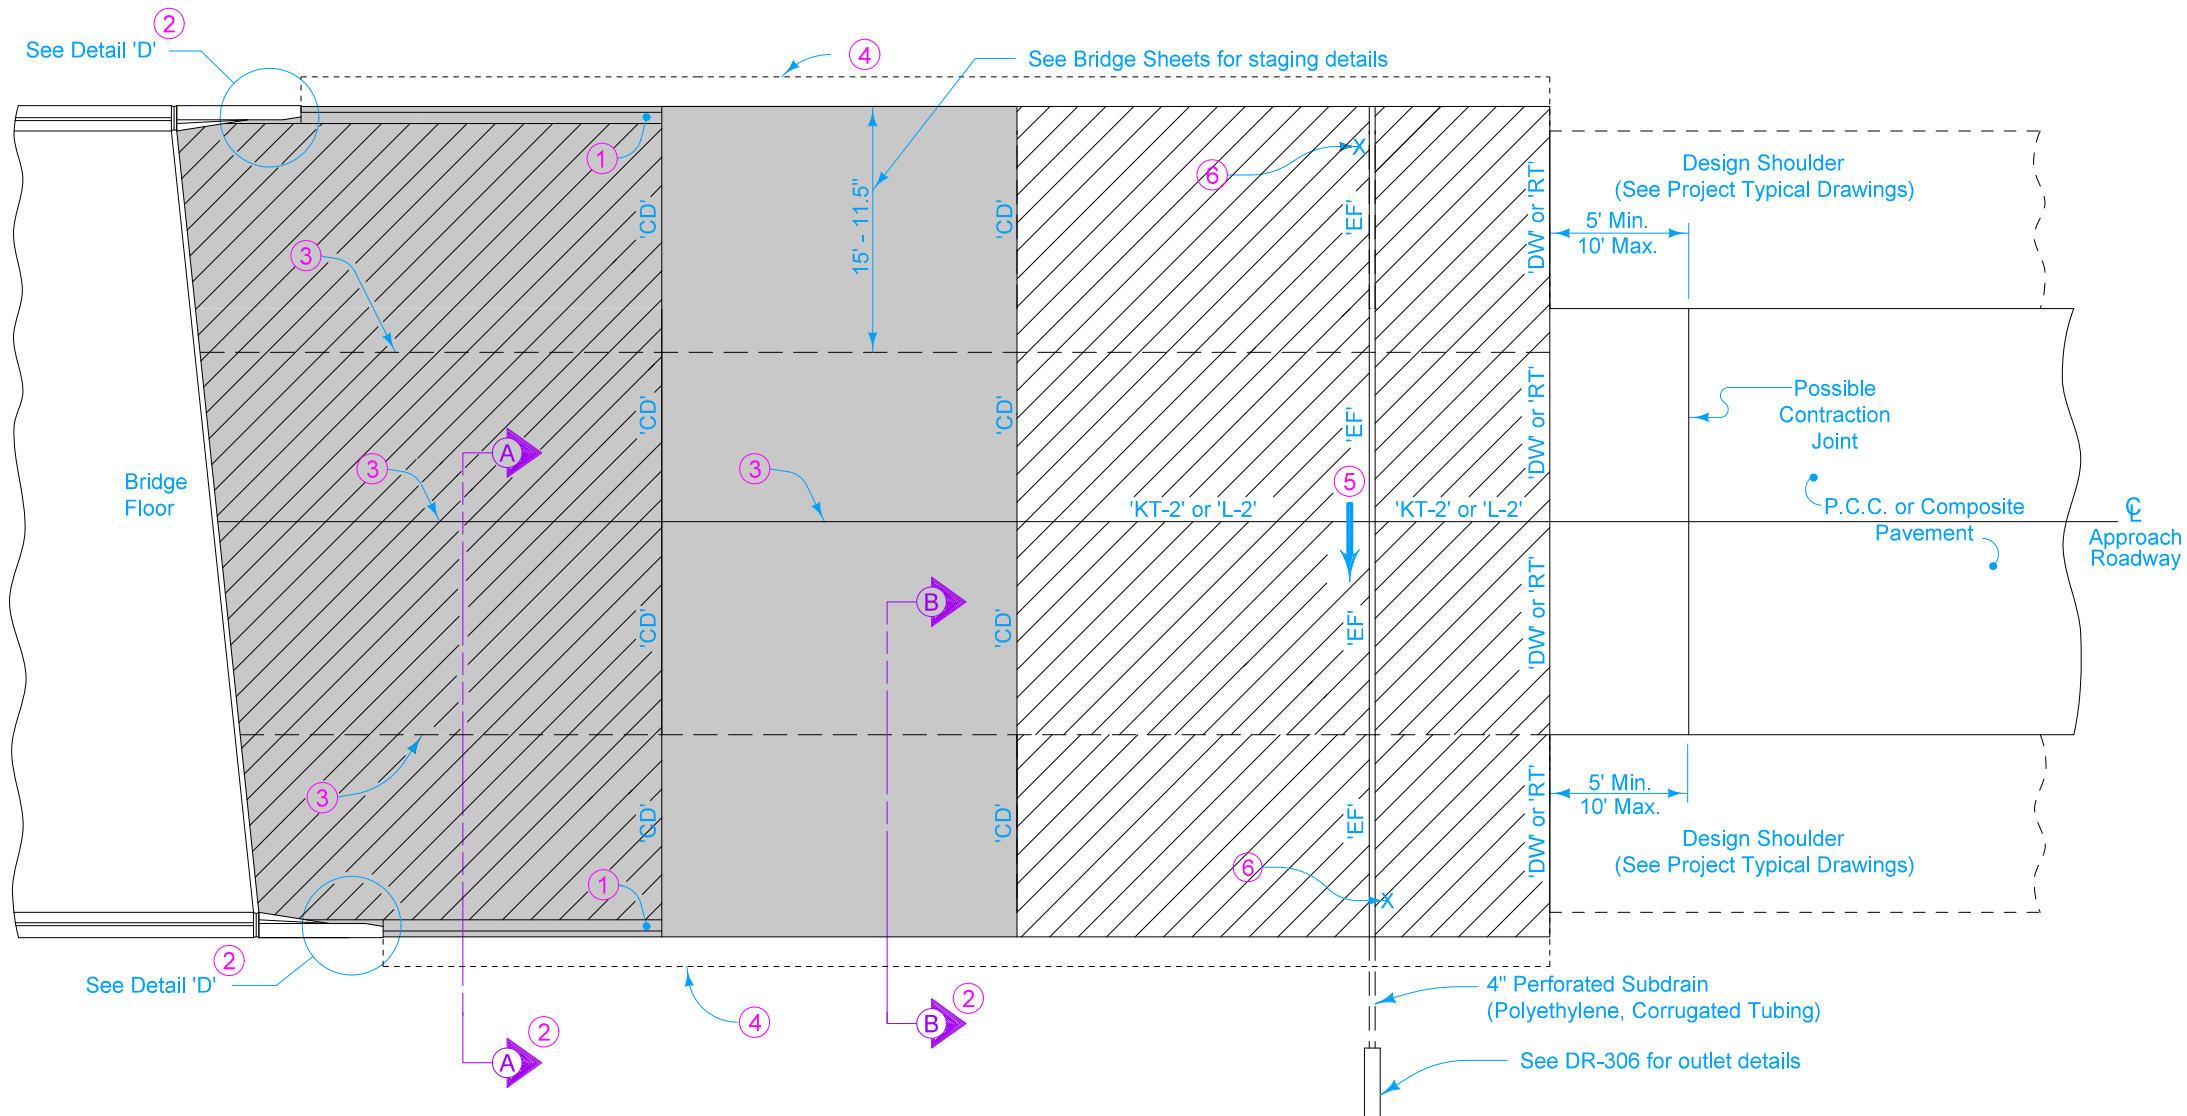 2
See Detail 'D'
4
See Bridge Sheets for staging details
1
6
'CD'
15' - 11.5"
'CD'
'EF'
'DW' or 'RT'
Design Shoulder
(See Project Typical Drawings)
5' Min.
10' Max.
3
'CD'
'CD'
'EF'
'DW' or 'RT'
Possible
Contraction
Joint
A
3
3
5
Bridge
Floor
'KT-2' or 'L-2'
'KT-2' or 'L-2'
P.C.C. or Composite
Pavement
CL
Approach
Roadway
B
'CD'
'CD'
'EF'
'DW' or 'RT'
3
'CD'
'CD'
'EF'
'DW' or 'RT'
5' Min.
10' Max.
Design Shoulder
(See Project Typical Drawings)
1
6
2
See Detail 'D'
4
B
2
A
2
4" Perforated Subdrain
(Polyethylene, Corrugated Tubing)
See DR-306 for outlet details